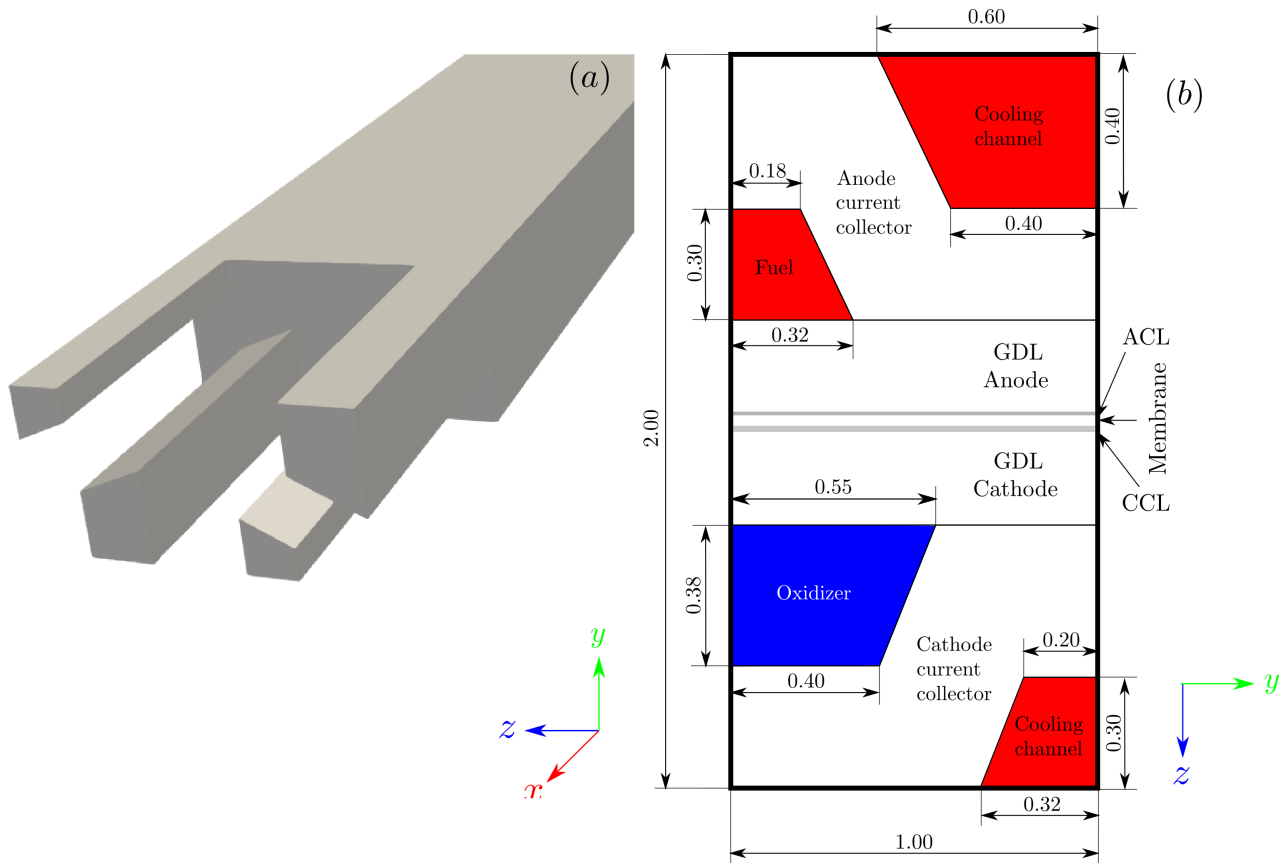 (a)
y
z
x
0.60
(b)
2.00
Cooling
channel
0.40
0.18
Anode
current
collector
0.40
0.30
Fuel
0.32
GDL
Anode
ACL
Membrane
GDL
Cathode
CCL
0.55
0.38
Oxidizer
0.40
Cathode
current
collector
0.20
Cooling
channel
0.30
0.32
1.00
y
z